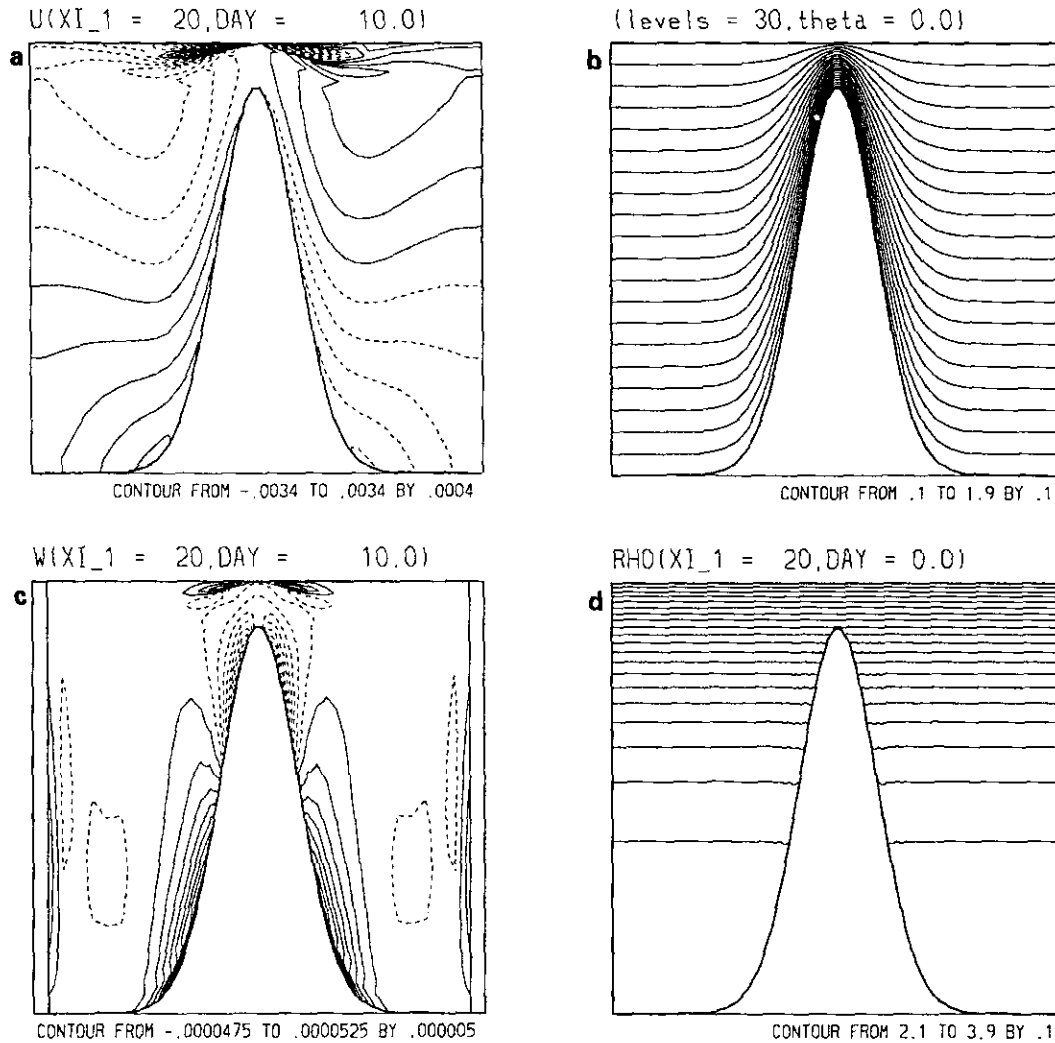 U(XI_1 = 20,DAY = 10.0)
a
CONTOUR FROM -.0034 TO .0034 BY .0004
(levels = 30,theta = 0.0)
b
CONTOUR FROM .1 TO 1.9 BY .1
W(XI_1 = 20,DAY = 10.0)
c
CONTOUR FROM -.0000475 TO .0000525 BY .000005
RHO(XI_1 = 20,DAY = 0.0)
d
CONTOUR FROM 2.1 TO 3.9 BY .1